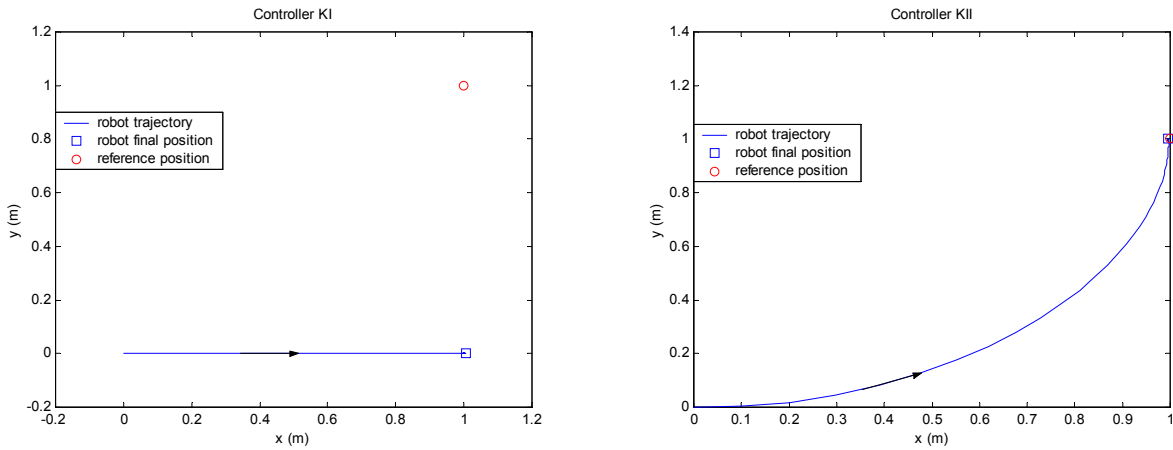 Controller KI
1.2
1
0.8
0.6
0.4
0.2
0
-0.2
y (m)
robot trajectory
robot final position
reference position
-0.2 0 0.2 0.4 0.6 0.8 1 1.2
x (m)
Controller KII
1.4
1.2
1
0.8
0.6
0.4
0.2
0
y (m)
robot trajectory
robot final position
reference position
0 0.1 0.2 0.3 0.4 0.5 0.6 0.7 0.8 0.9 1
x (m)